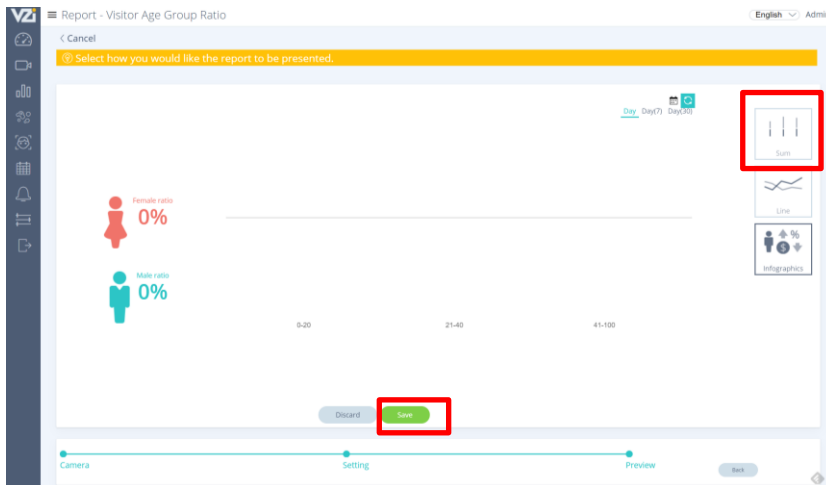 VZi
Report - Visitor Age Group Ratio
English
Admi
< Cancel
Select how you would like the report to be presented.
Day Day(7) Day(30)
Sum
Line
%
$
Infographics
Female ratio
0%
Male ratio
0%
0-20 21-40 41-100
Discard Save
Camera Setting Preview
Back